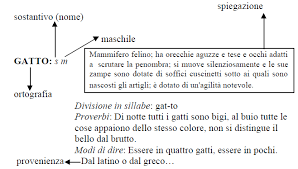 spiegazione
sostantivo (nome)
maschile
Mammifero felino; ha orecchie aguzze e tese e occhi adatti
a scrutare la penombra; si muove silenziosamente e le
sue zampe sono dotate di soffici cuscinetti sotto ai quali sono
nascosti gli artigli; è dotato di un'agilità notevole.
GATTO: s m
ortografia
Divisione in sillabe: gat-to
Proverbi: Di notte tutti i gatti sono bigi, al buio tutte le
cose appaiono dello stesso colore, non si distingue il
bello dal brutto.
Modi di dire: Essere in quattro gatti, essere in pochi.
provenienza Dal latino o dal greco…